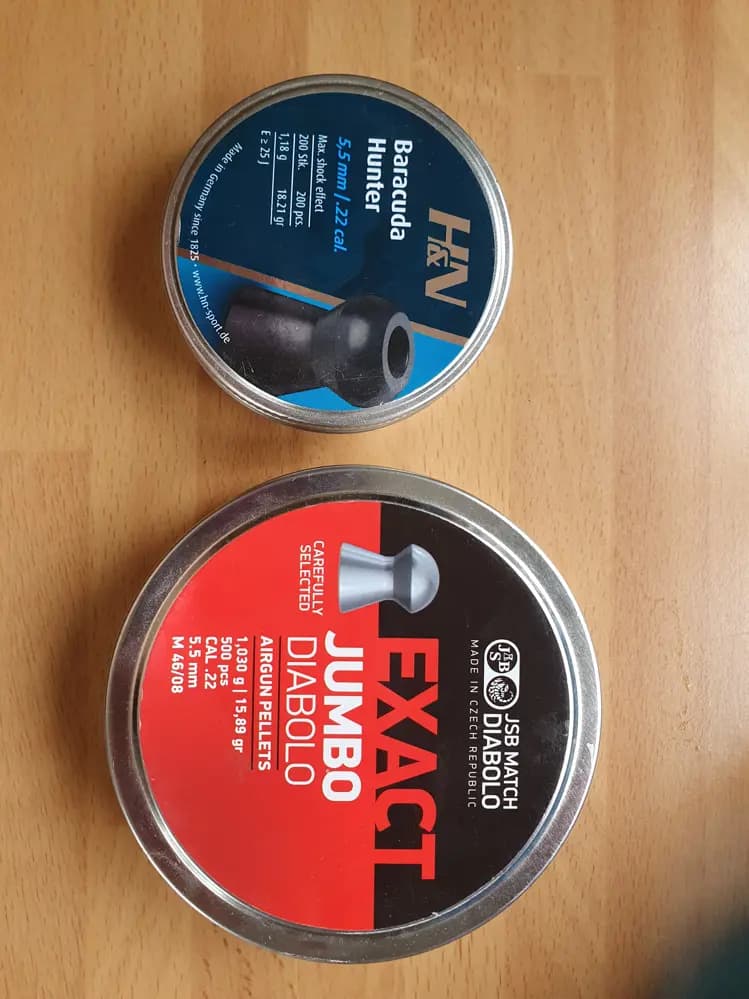 H&N
Baracuda
Hunter
5,5 mm / .22 cal.
Max. shock effect
200 Stk. 200 pcs.
1,18 g 18.21 gr
E ≥ 25 J
Made in Germany since 1825 • www.hn-sport.de
JSB
JSB MATCH
DIABOLO
MADE IN CZECH REPUBLIC
EXACT
JUMBO
DIABOLO
CAREFULLY
SELECTED
AIRGUN PELLETS
1,030 g | 15,89 gr
500 pcs
CAL .22
5.5 mm
M 46/08